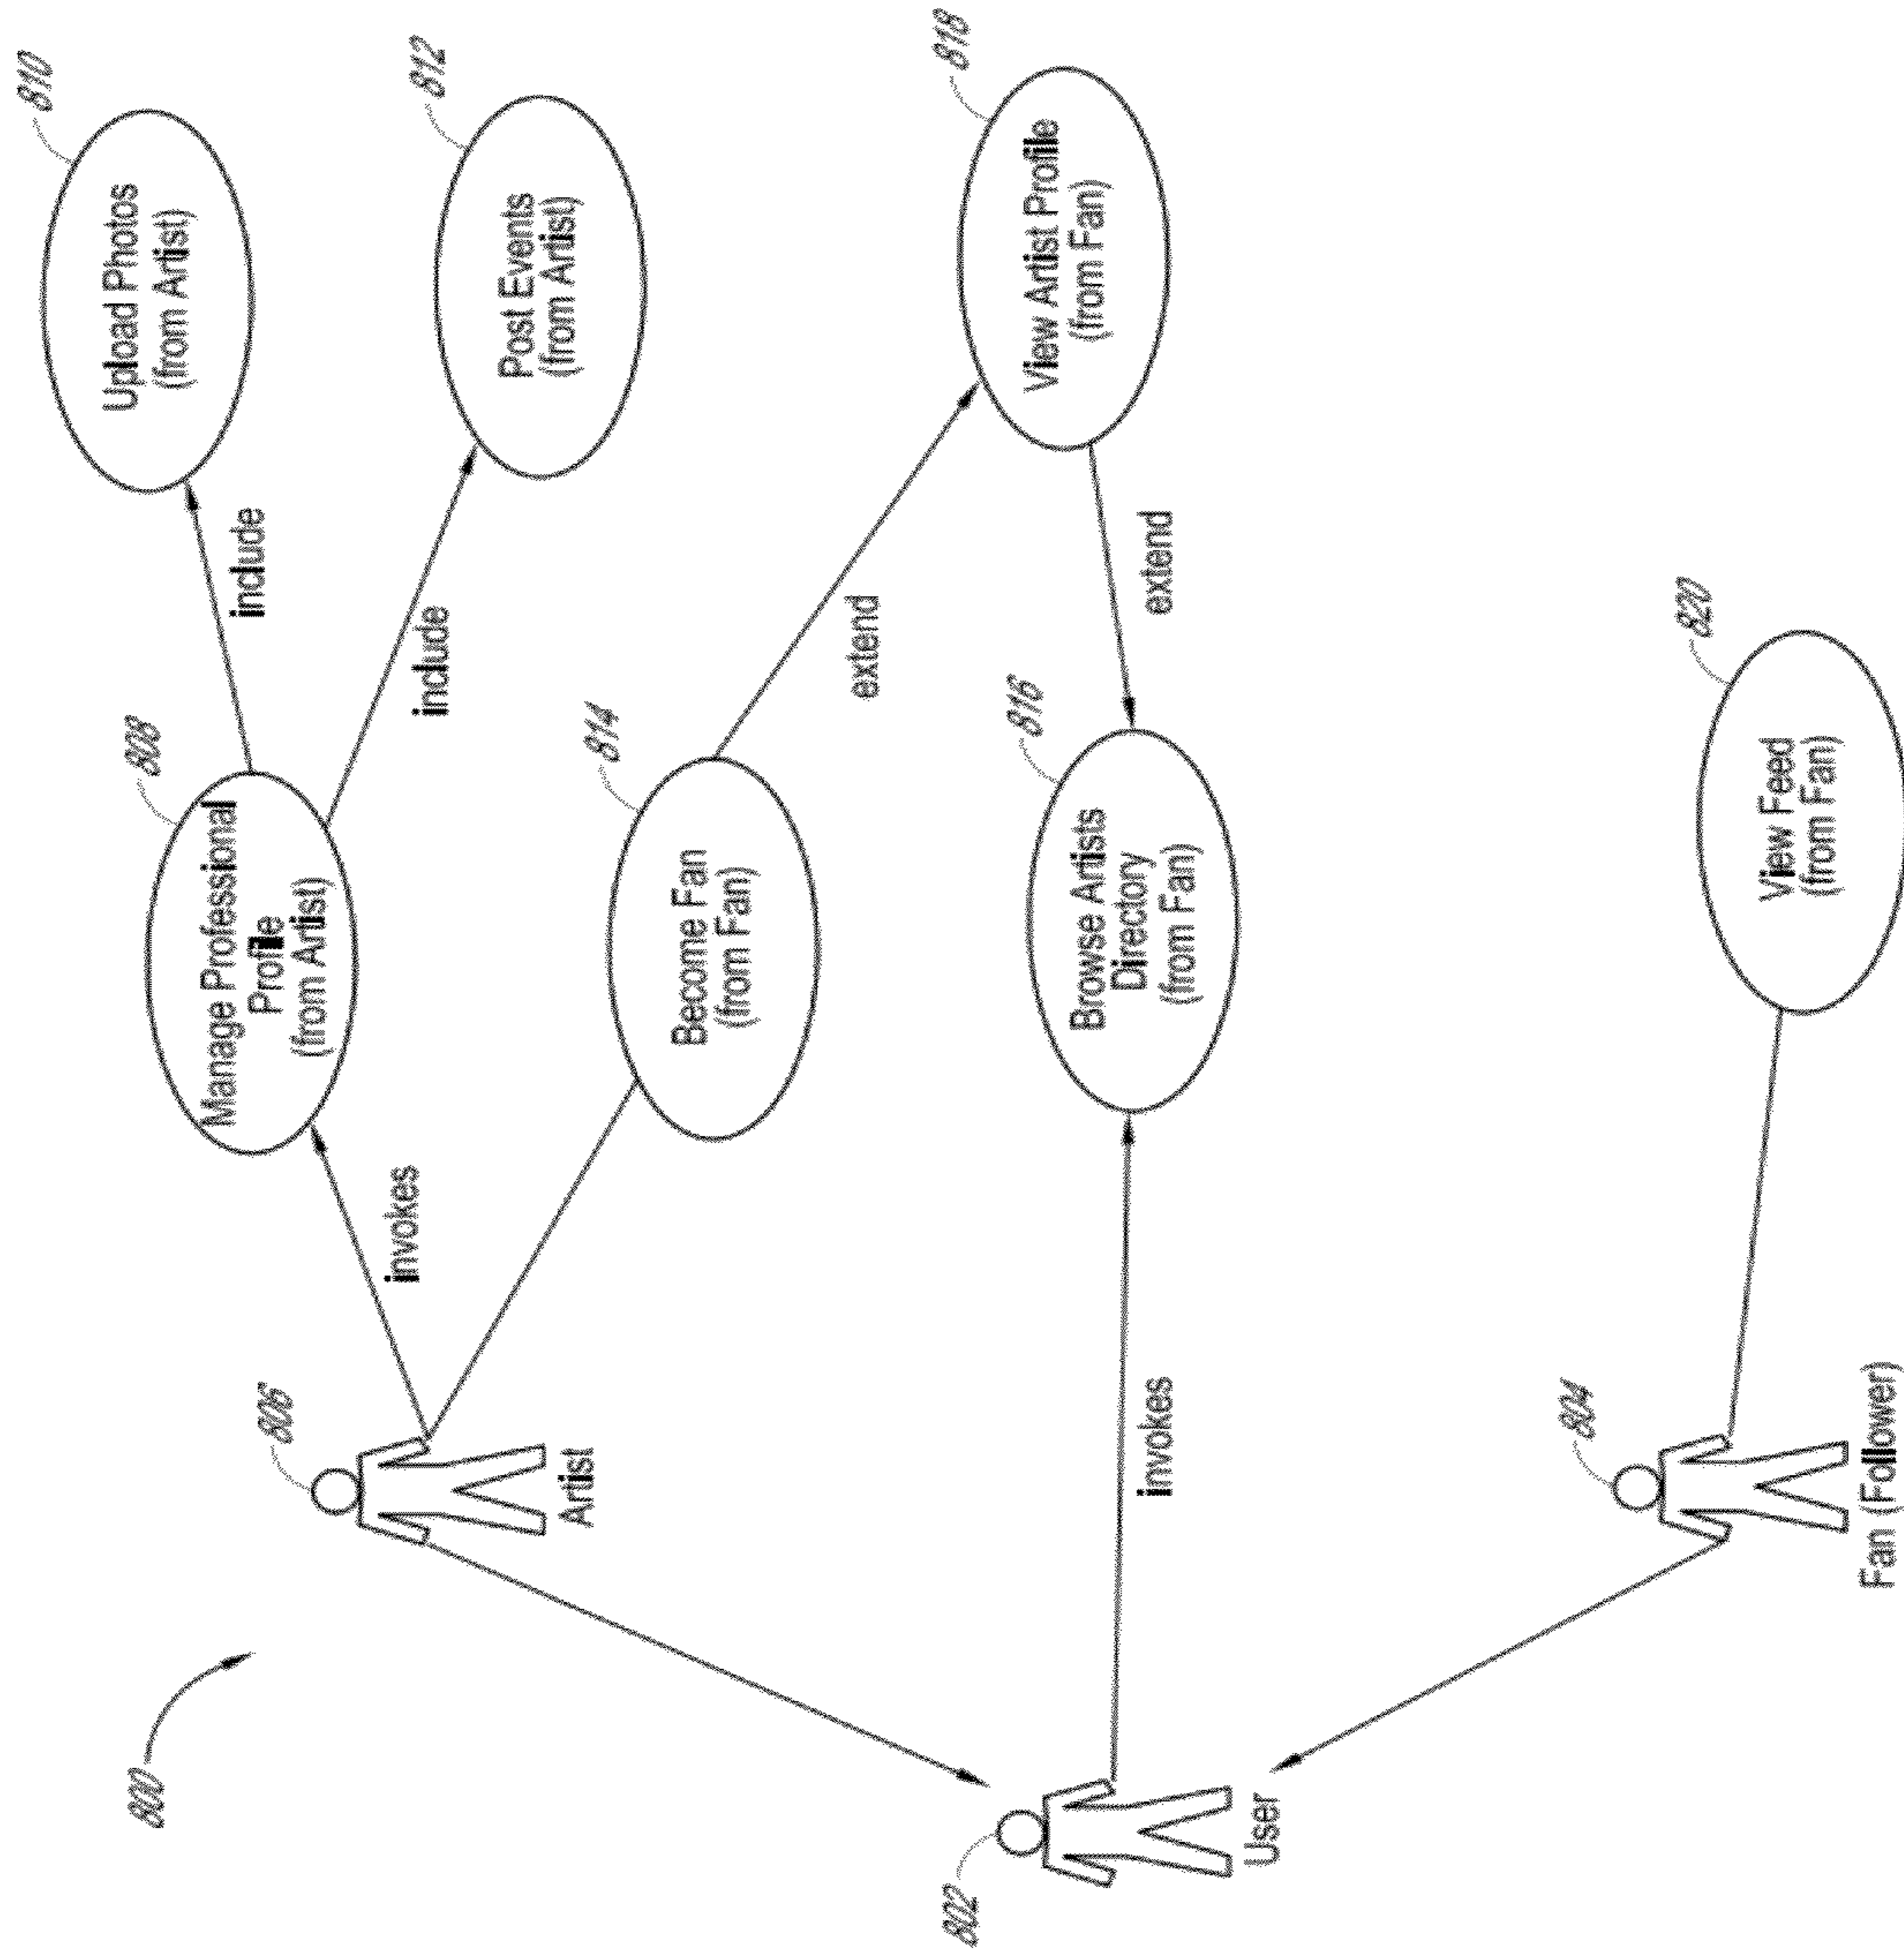 800
802
User
806
Artist
804
Fan (Follower)
invokes
invokes
808
Manage Professional
Profile
(from Artist)
814
Become Fan
(from Fan)
816
Browse Artists
Directory
(from Fan)
820
View Feed
(from Fan)
include
include
extend
extend
810
Upload Photos
(from Artist)
812
Post Events
(from Artist)
818
View Artist Profile
(from Fan)